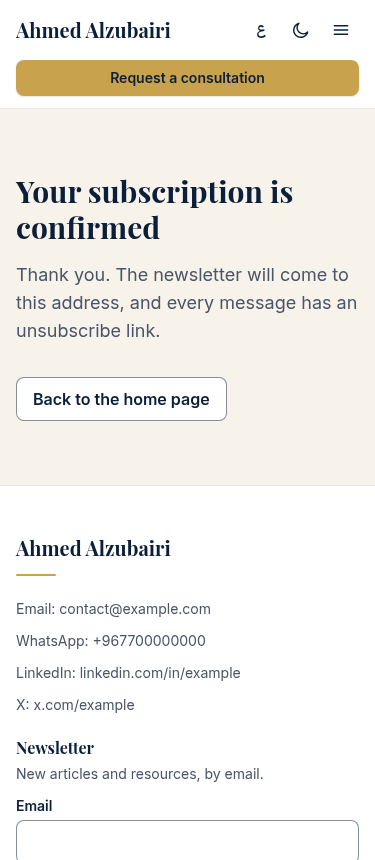 Ahmed Alzubairi
ع
Request a consultation
Your subscription is
confirmed
Thank you. The newsletter will come to
this address, and every message has an
unsubscribe link.
Back to the home page
Ahmed Alzubairi
Email: contact@example.com
WhatsApp: +967700000000
LinkedIn: linkedin.com/in/example
X: x.com/example
Newsletter
New articles and resources, by email.
Email